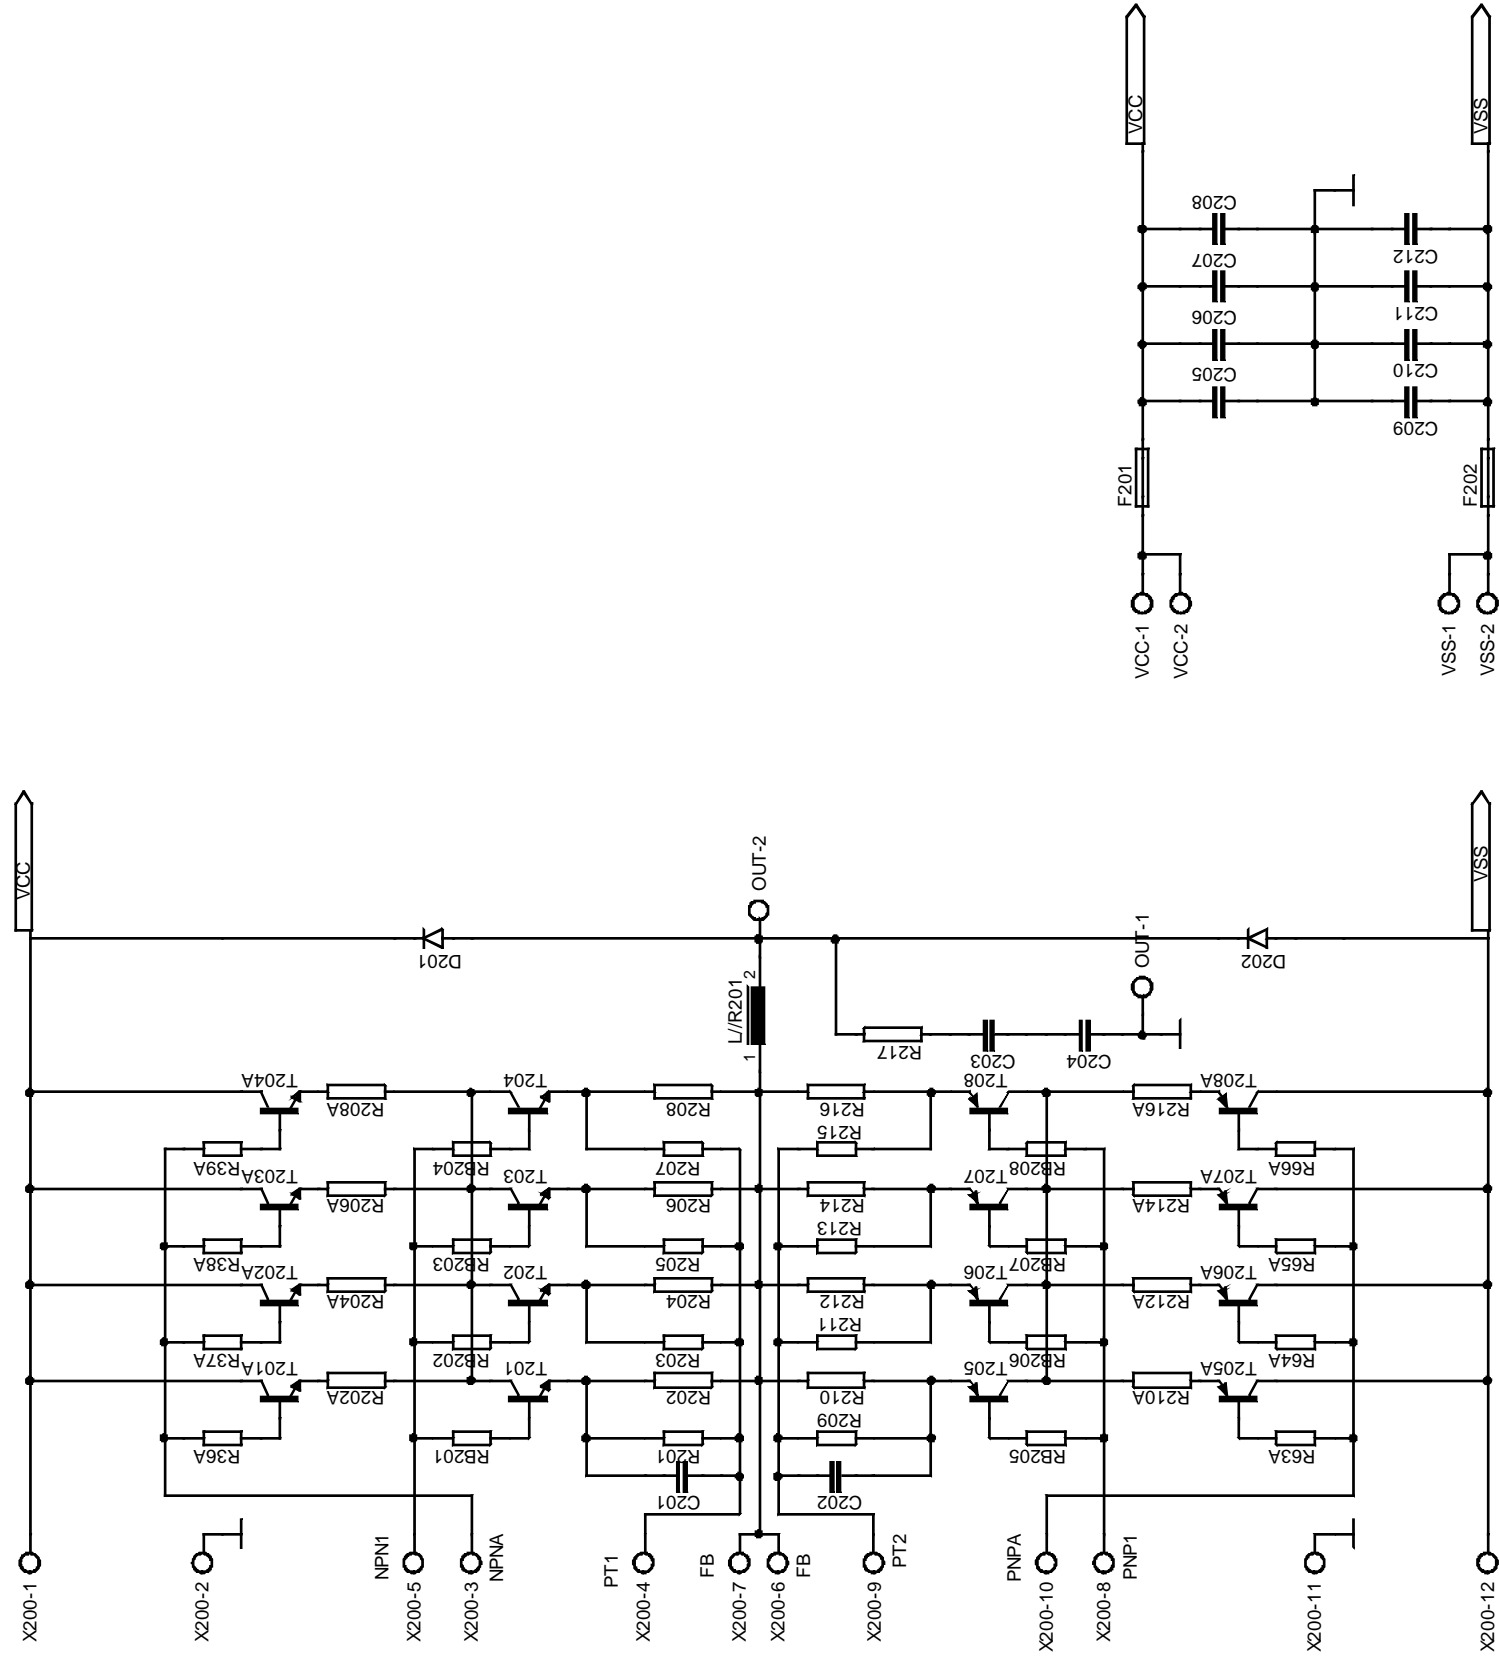 VCC
VSS
C208
C212
C207
C211
C206
C210
C205
C209
F201
F202
VCC-1
VCC-2
VSS-1
VSS-2
VCC
VSS
OUT-2
OUT-1
D201
D202
L//R201
1
2
R217
C203
C204
T204A
R208A
T204
R208
R216
T208
R216A
T208A
R39A
RB204
R207
R215
RB208
R66A
T203A
R206A
T203
R206
R214
T207
R214A
T207A
R38A
RB203
R205
R213
RB207
R65A
T202A
R204A
T202
R204
R212
T206
R212A
T206A
R37A
RB202
R203
R211
RB206
R64A
T201A
R202A
T201
R202
R210
T205
R210A
T205A
R36A
RB201
R201
R209
RB205
R63A
C201
C202
NPN1
NPNA
PT1
FB
FB
PT2
PNPA
PNP1
X200-1
X200-2
X200-5
X200-3
X200-4
X200-7
X200-6
X200-9
X200-10
X200-8
X200-11
X200-12